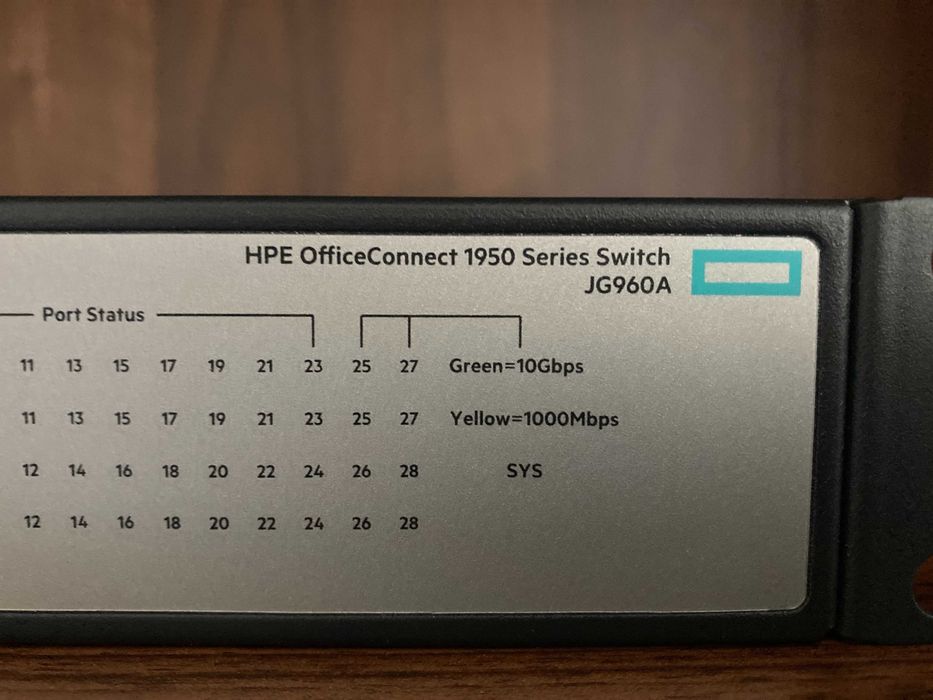 HPE OfficeConnect 1950 Series Switch
JG960A
Port Status
11 13 15 17 19 21 23 25 27 Green=10Gbps
11 13 15 17 19 21 23 25 27 Yellow=1000Mbps
12 14 16 18 20 22 24 26 28 SYS
12 14 16 18 20 22 24 26 28